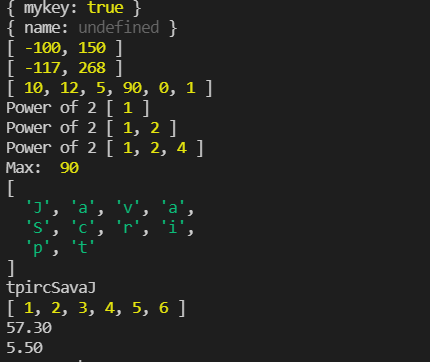 { mykey: true }
{ name: undefined }
[ -100, 150 ]
[ -117, 268 ]
[ 10, 12, 5, 90, 0, 1 ]
Power of 2 [ 1 ]
Power of 2 [ 1, 2 ]
Power of 2 [ 1, 2, 4 ]
Max:  90
[
  'J', 'a', 'v', 'a',
  'S', 'c', 'r', 'i',
  'p', 't'
]
tpircSavaJ
[ 1, 2, 3, 4, 5, 6 ]
57.30
5.50